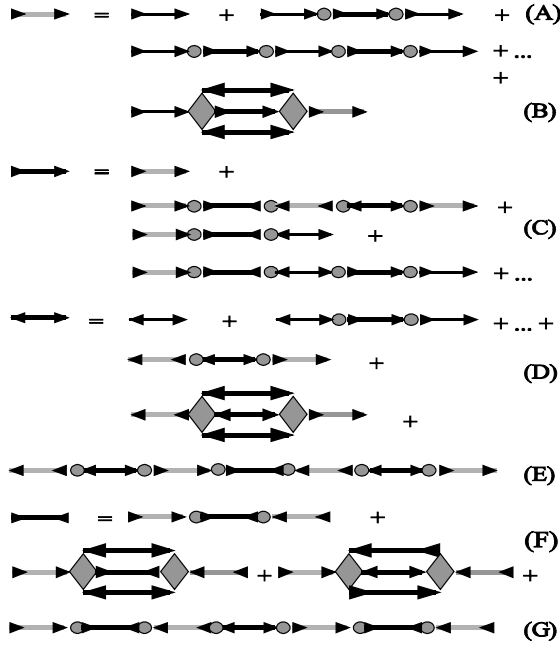 = + + (A)
+ ...
+
(B)
= +
+
(C)
+
+ ...
= + + ... +
+
(D)
+
(E)
= +
(F)
+ +
(G)